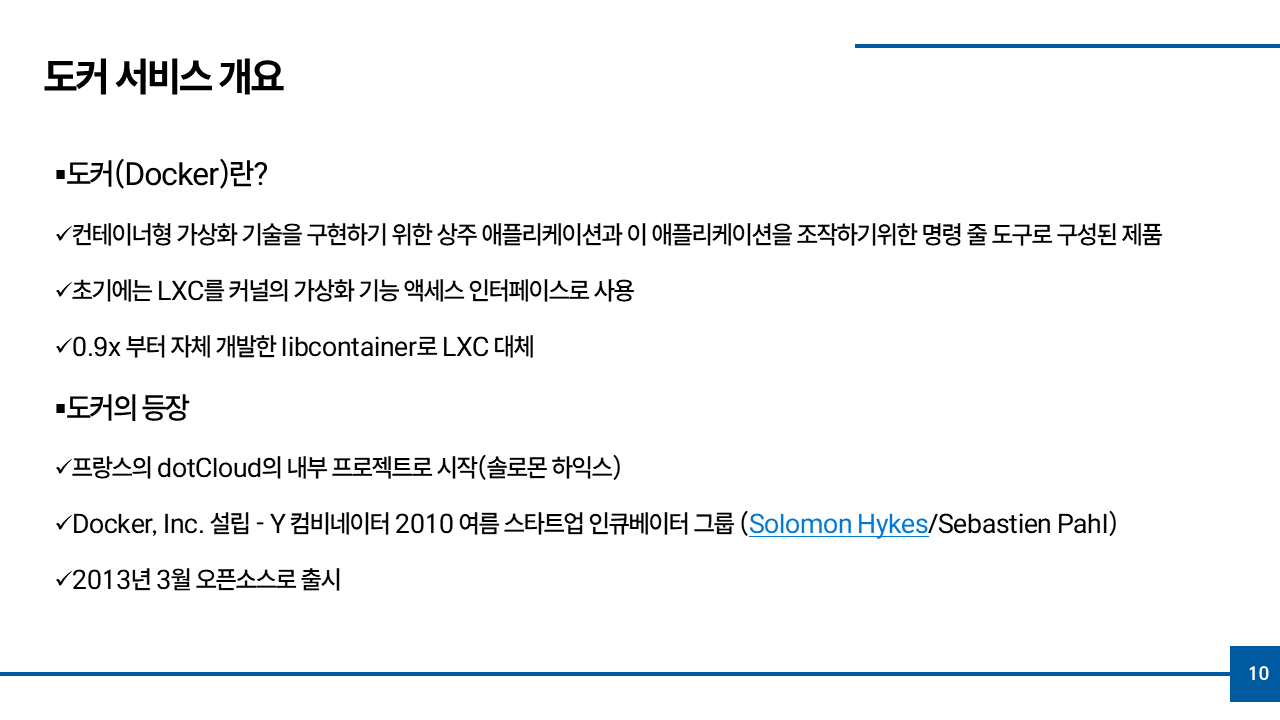 도커 서비스 개요
▪도커(Docker)란?
✓컨테이너형 가상화 기술을 구현하기 위한 상주 애플리케이션과 이 애플리케이션을 조작하기위한 명령 줄 도구로 구성된 제품
✓초기에는 LXC를 커널의 가상화 기능 액세스 인터페이스로 사용
✓0.9x 부터 자체 개발한 libcontainer로 LXC 대체
▪도커의 등장
✓프랑스의 dotCloud의 내부 프로젝트로 시작(솔로몬 하익스)
✓Docker, Inc. 설립 - Y 컴비네이터 2010 여름 스타트업 인큐베이터 그룹 (Solomon Hykes/Sebastien Pahl)
✓2013년 3월 오픈소스로 출시
10